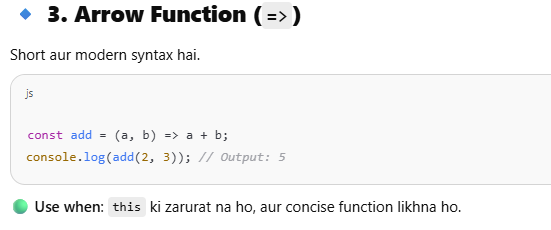 🔹 3. Arrow Function (=>)
Short aur modern syntax hai.
js
const add = (a, b) => a + b;
console.log(add(2, 3)); // Output: 5
🟢 Use when: this ki zarurat na ho, aur concise function likhna ho.